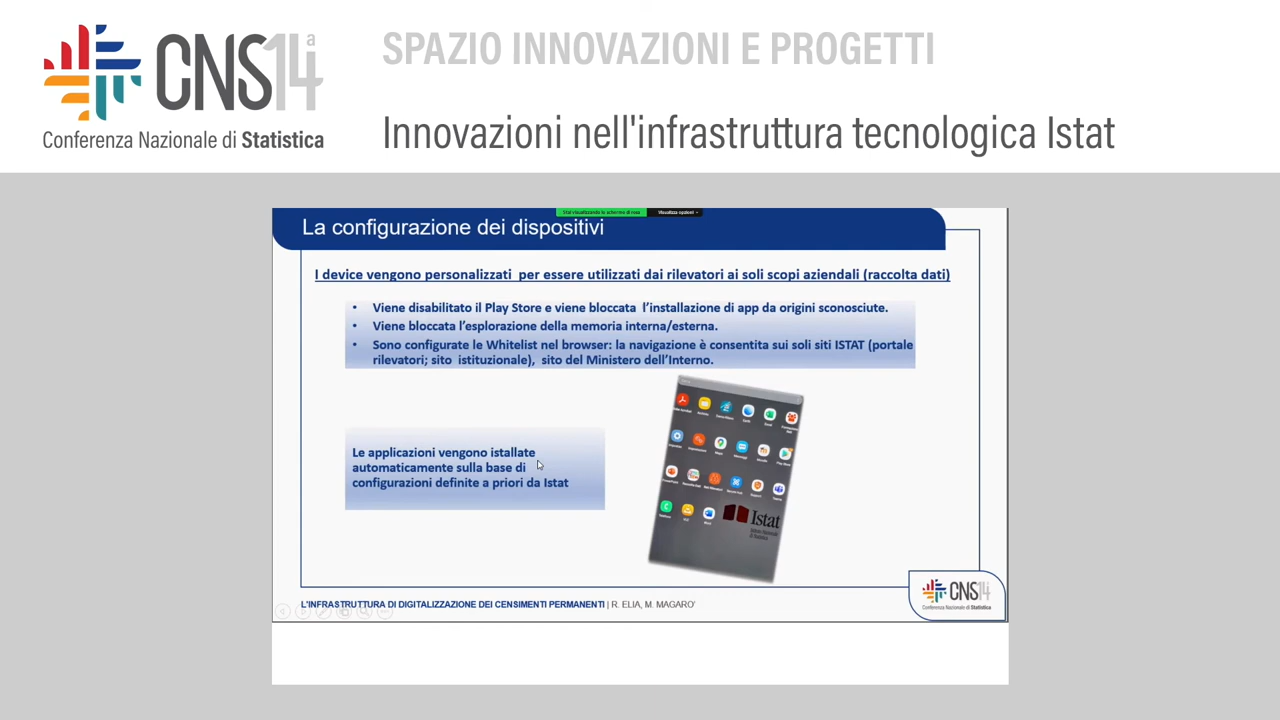 CNS14ª
Conferenza Nazionale di Statistica
SPAZIO INNOVAZIONI E PROGETTI
Innovazioni nell'infrastruttura tecnologica Istat
Visualizza opzioni
La configurazione dei dispositivi
I device vengono personalizzati per essere utilizzati dai rilevatori ai soli scopi aziendali (raccolta dati)
• Viene disabilitato il Play Store e viene bloccata l'installazione di app da origini sconosciute.
• Viene bloccata l'esplorazione della memoria interna/esterna.
• Sono configurate le Whitelist nel browser: la navigazione è consentita sui soli siti ISTAT (portale
rilevatori; sito istituzionale), sito del Ministero dell'Interno.
Le applicazioni vengono istallate
automaticamente sulla base di
configurazioni definite a priori da Istat
Istat
L'INFRASTRUTTURA DI DIGITALIZZAZIONE DEI CENSIMENTI PERMANENTI | R. ELIA, M. MAGARO'
CNS14
Conferenza Nazionale di Statistica